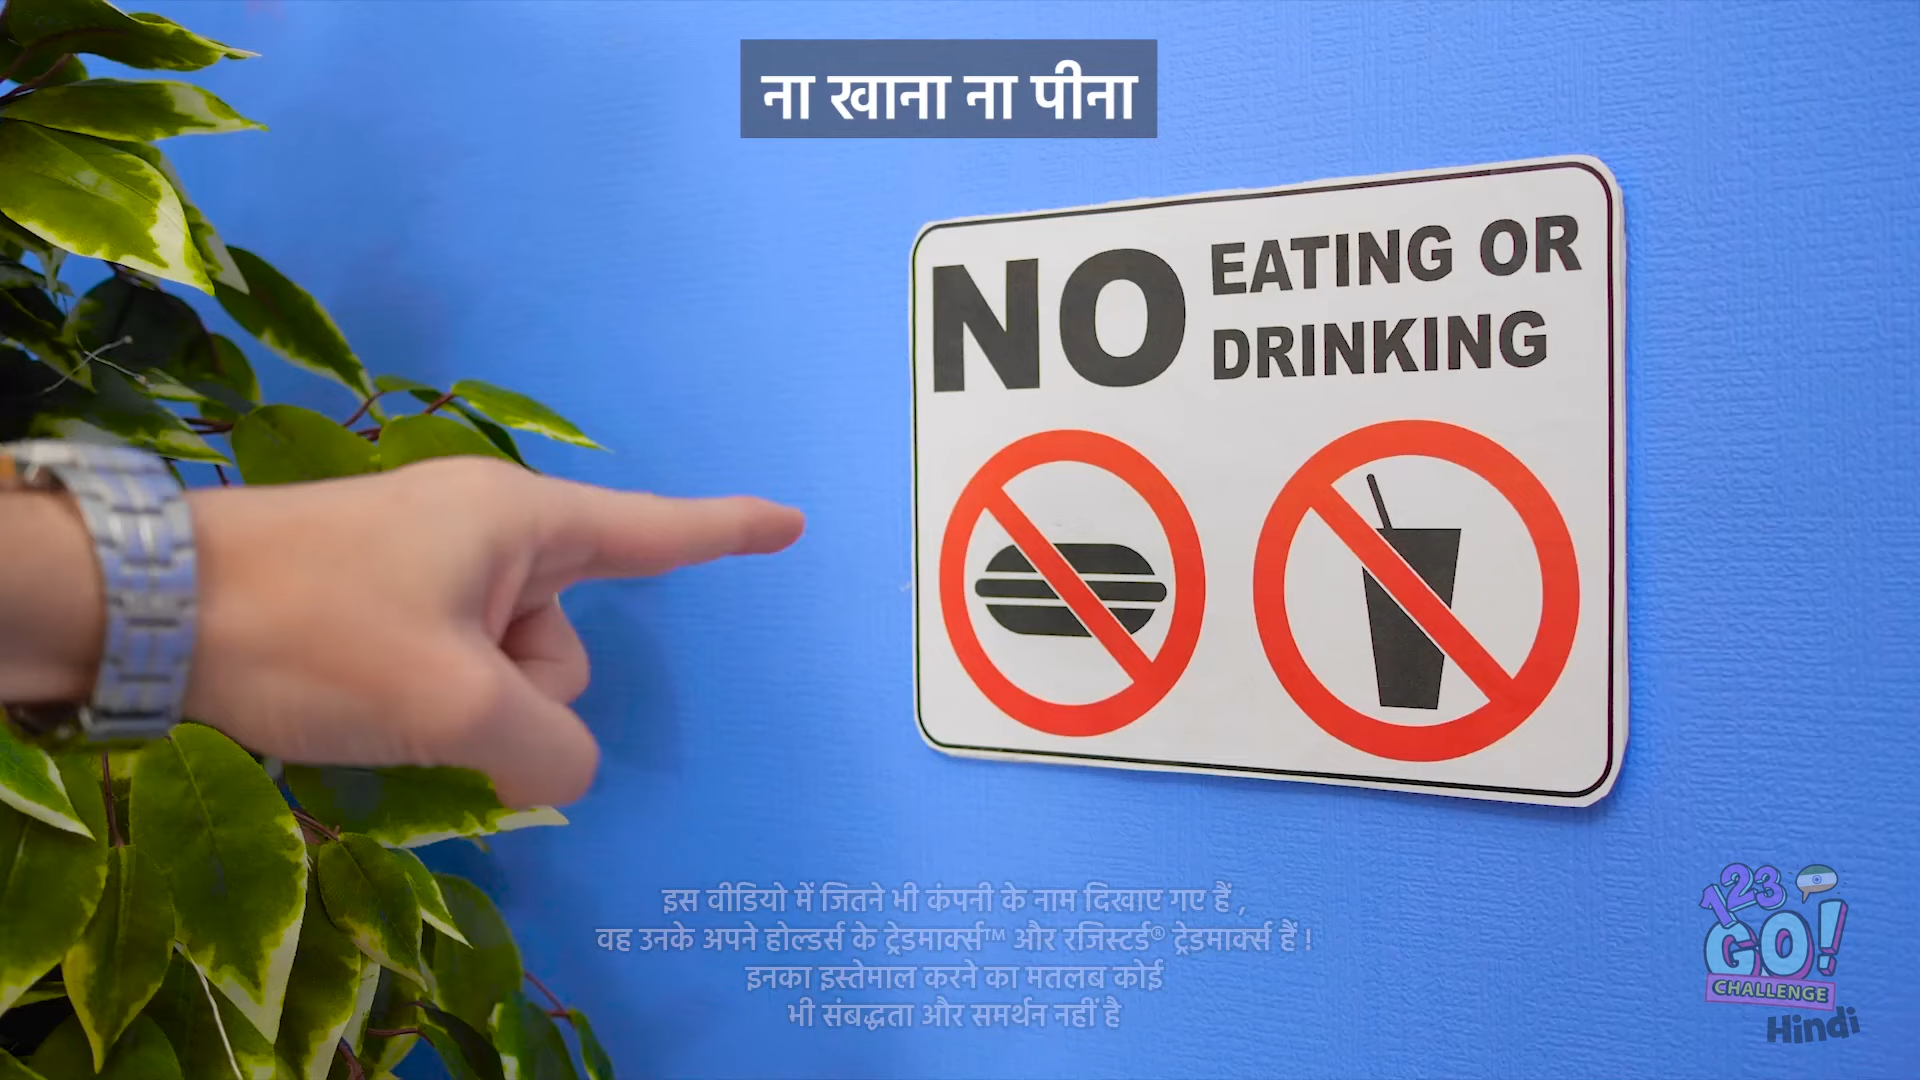 ना खाना ना पीना
NO EATING OR
DRINKING
इस वीडियो में जितने भी कंपनी के नाम दिखाए गए हैं ,
वह उनके अपने होल्डर्स के ट्रेडमार्क्स™ और रजिस्टर्ड® ट्रेडमार्क्स हैं !
इनका इस्तेमाल करने का मतलब कोई
भी संबद्धता और समर्थन नहीं है
123
GO!
CHALLENGE
Hindi